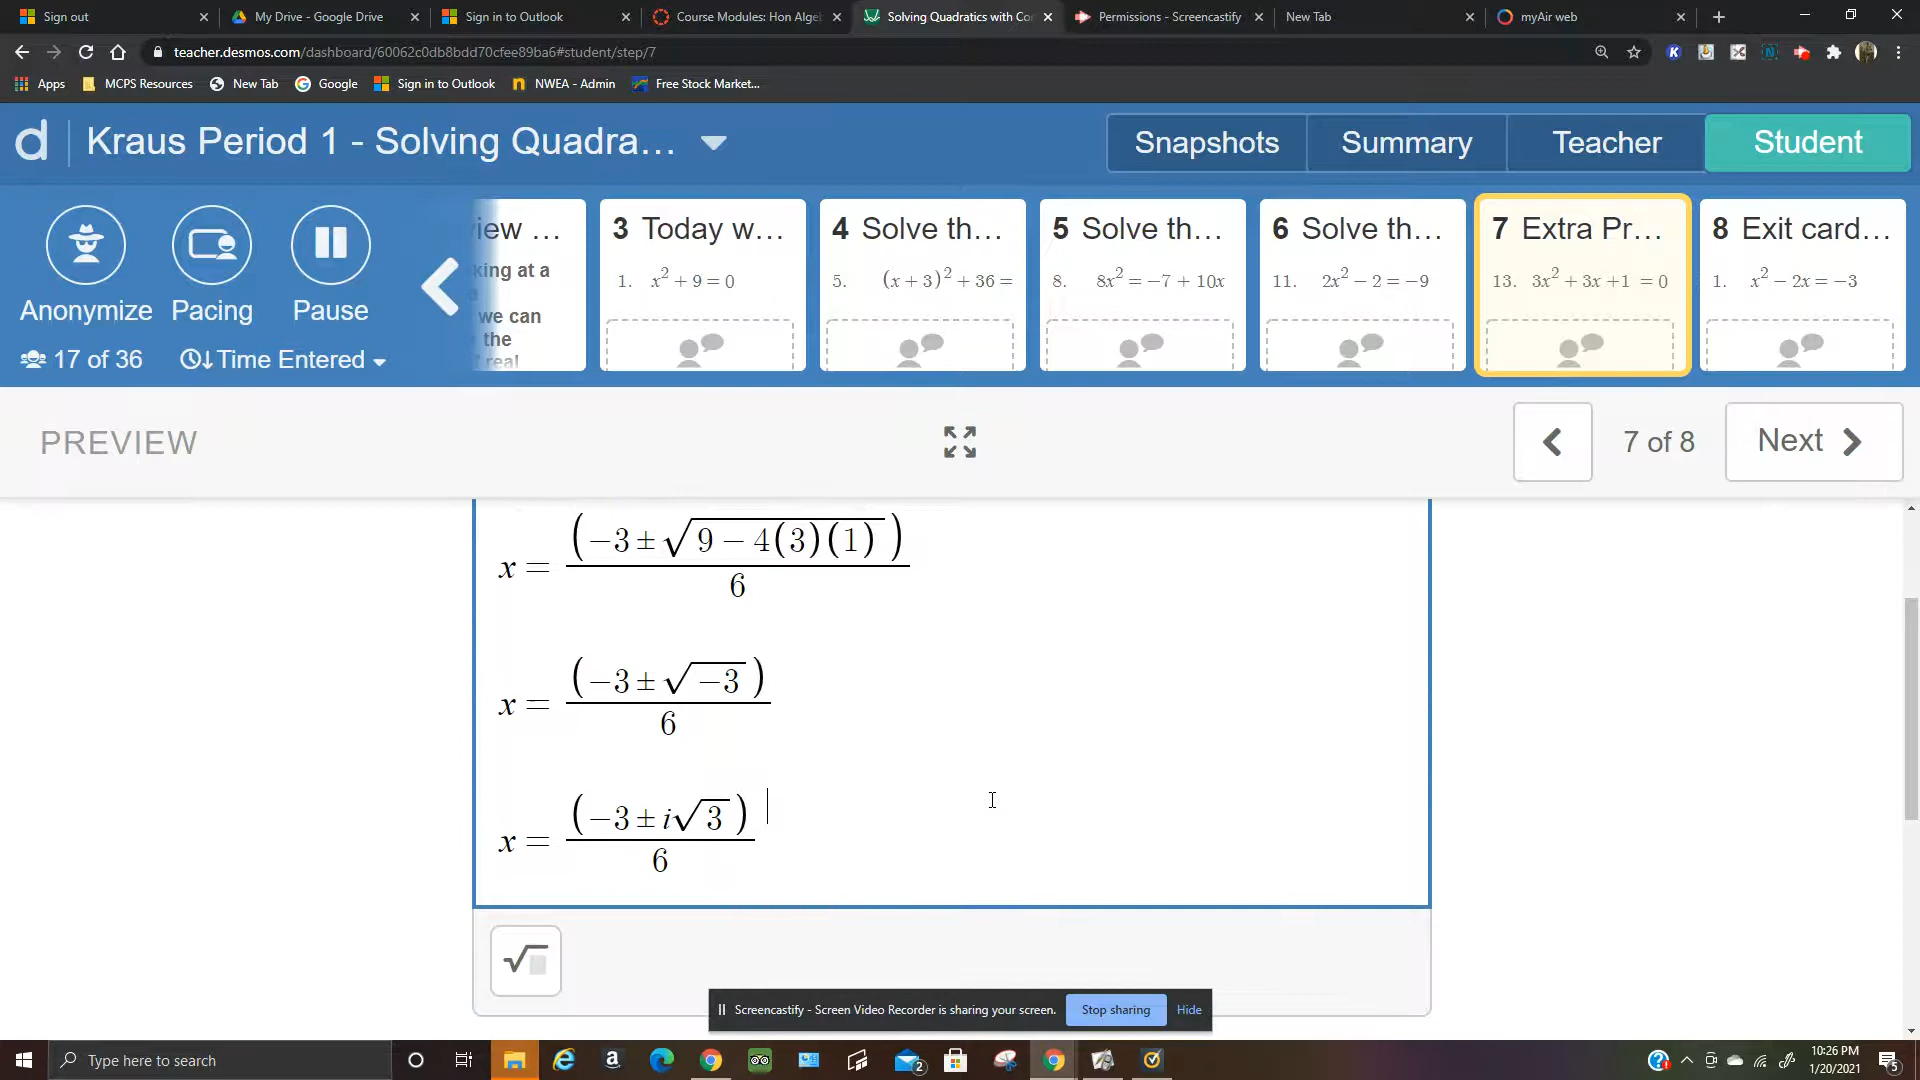 Sign out
My Drive - Google Drive
Sign in to Outlook
Course Modules: Hon Algeb
Solving Quadratics with Con
Permissions - Screencastify
New Tab
myAir web
teacher.desmos.com/dashboard/60062c0db8bdd70cfee89ba6#student/step/7
Apps
MCPS Resources
New Tab
Google
Sign in to Outlook
NWEA - Admin
Free Stock Market...
d
Kraus Period 1 - Solving Quadra...
Snapshots
Summary
Teacher
Student
Anonymize
Pacing
Pause
17 of 36
Time Entered
iew ...
king at a
we can
the
real
3 Today w...
1. x² + 9 = 0
4 Solve th...
5. (x + 3)² + 36 =
5 Solve th...
8. 8x² = −7 + 10x
6 Solve th...
11. 2x² − 2 = −9
7 Extra Pr...
13. 3x² + 3x +1 = 0
8 Exit card...
1. x² − 2x = −3
PREVIEW
7 of 8
Next
x = (−3 ± √9 − 4(3)(1)) / 6
x = (−3 ± √−3) / 6
x = (−3 ± i√3) / 6
Screencastify - Screen Video Recorder is sharing your screen.
Stop sharing
Hide
Type here to search
2
10:26 PM
1/20/2021
5